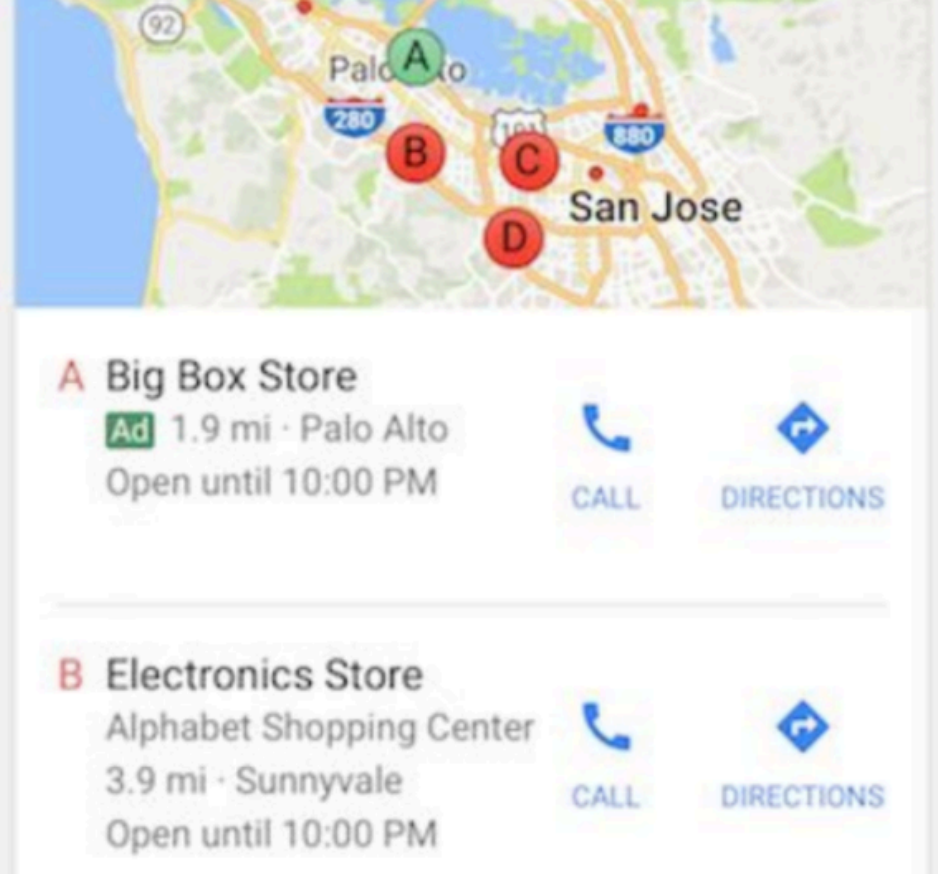 92
A
Palo Alto
280
101
880
B
C
San Jose
D
A Big Box Store
Ad 1.9 mi · Palo Alto
Open until 10:00 PM
CALL
DIRECTIONS
B Electronics Store
Alphabet Shopping Center
3.9 mi · Sunnyvale
Open until 10:00 PM
CALL
DIRECTIONS